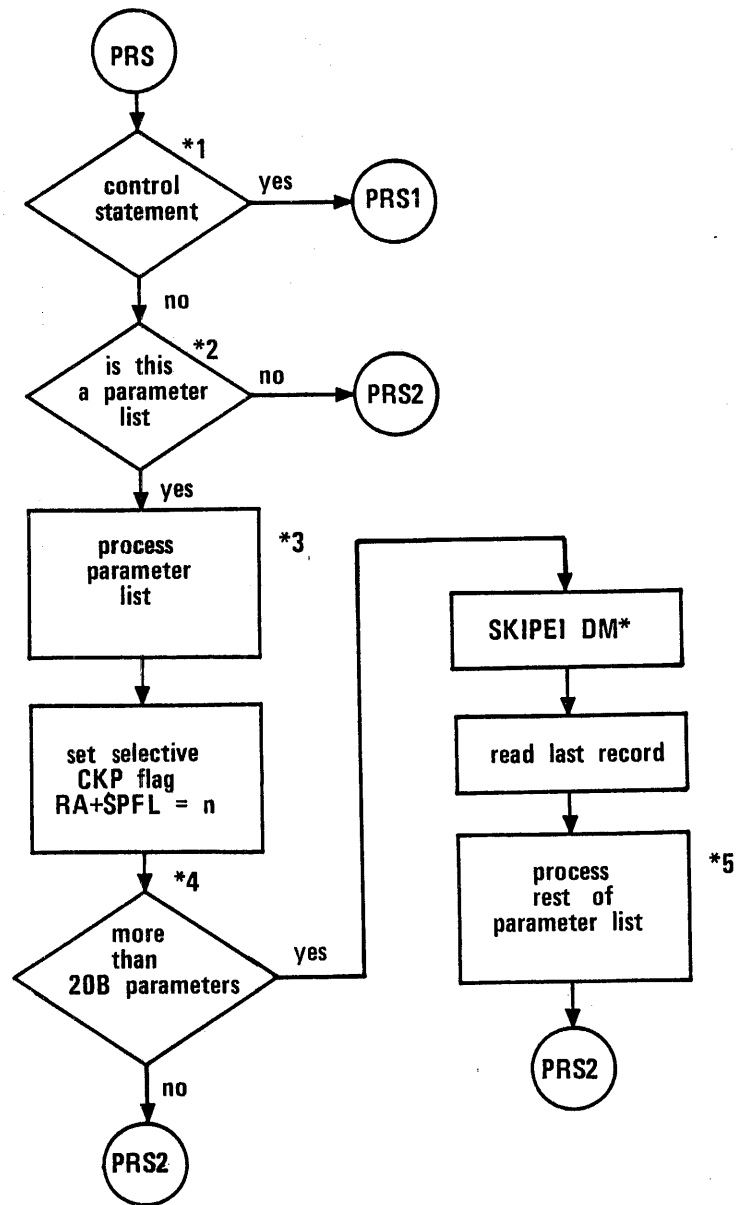 PRS
*1
control
statement
yes
PRS1
no
*2
is this
a parameter
list
no
PRS2
yes
process
parameter
list
*3
set selective
CKP flag
RA+SPFL = n
*4
more
than
20B parameters
yes
no
PRS2
SKIPEI DM*
read last record
process
rest of
parameter list
*5
PRS2